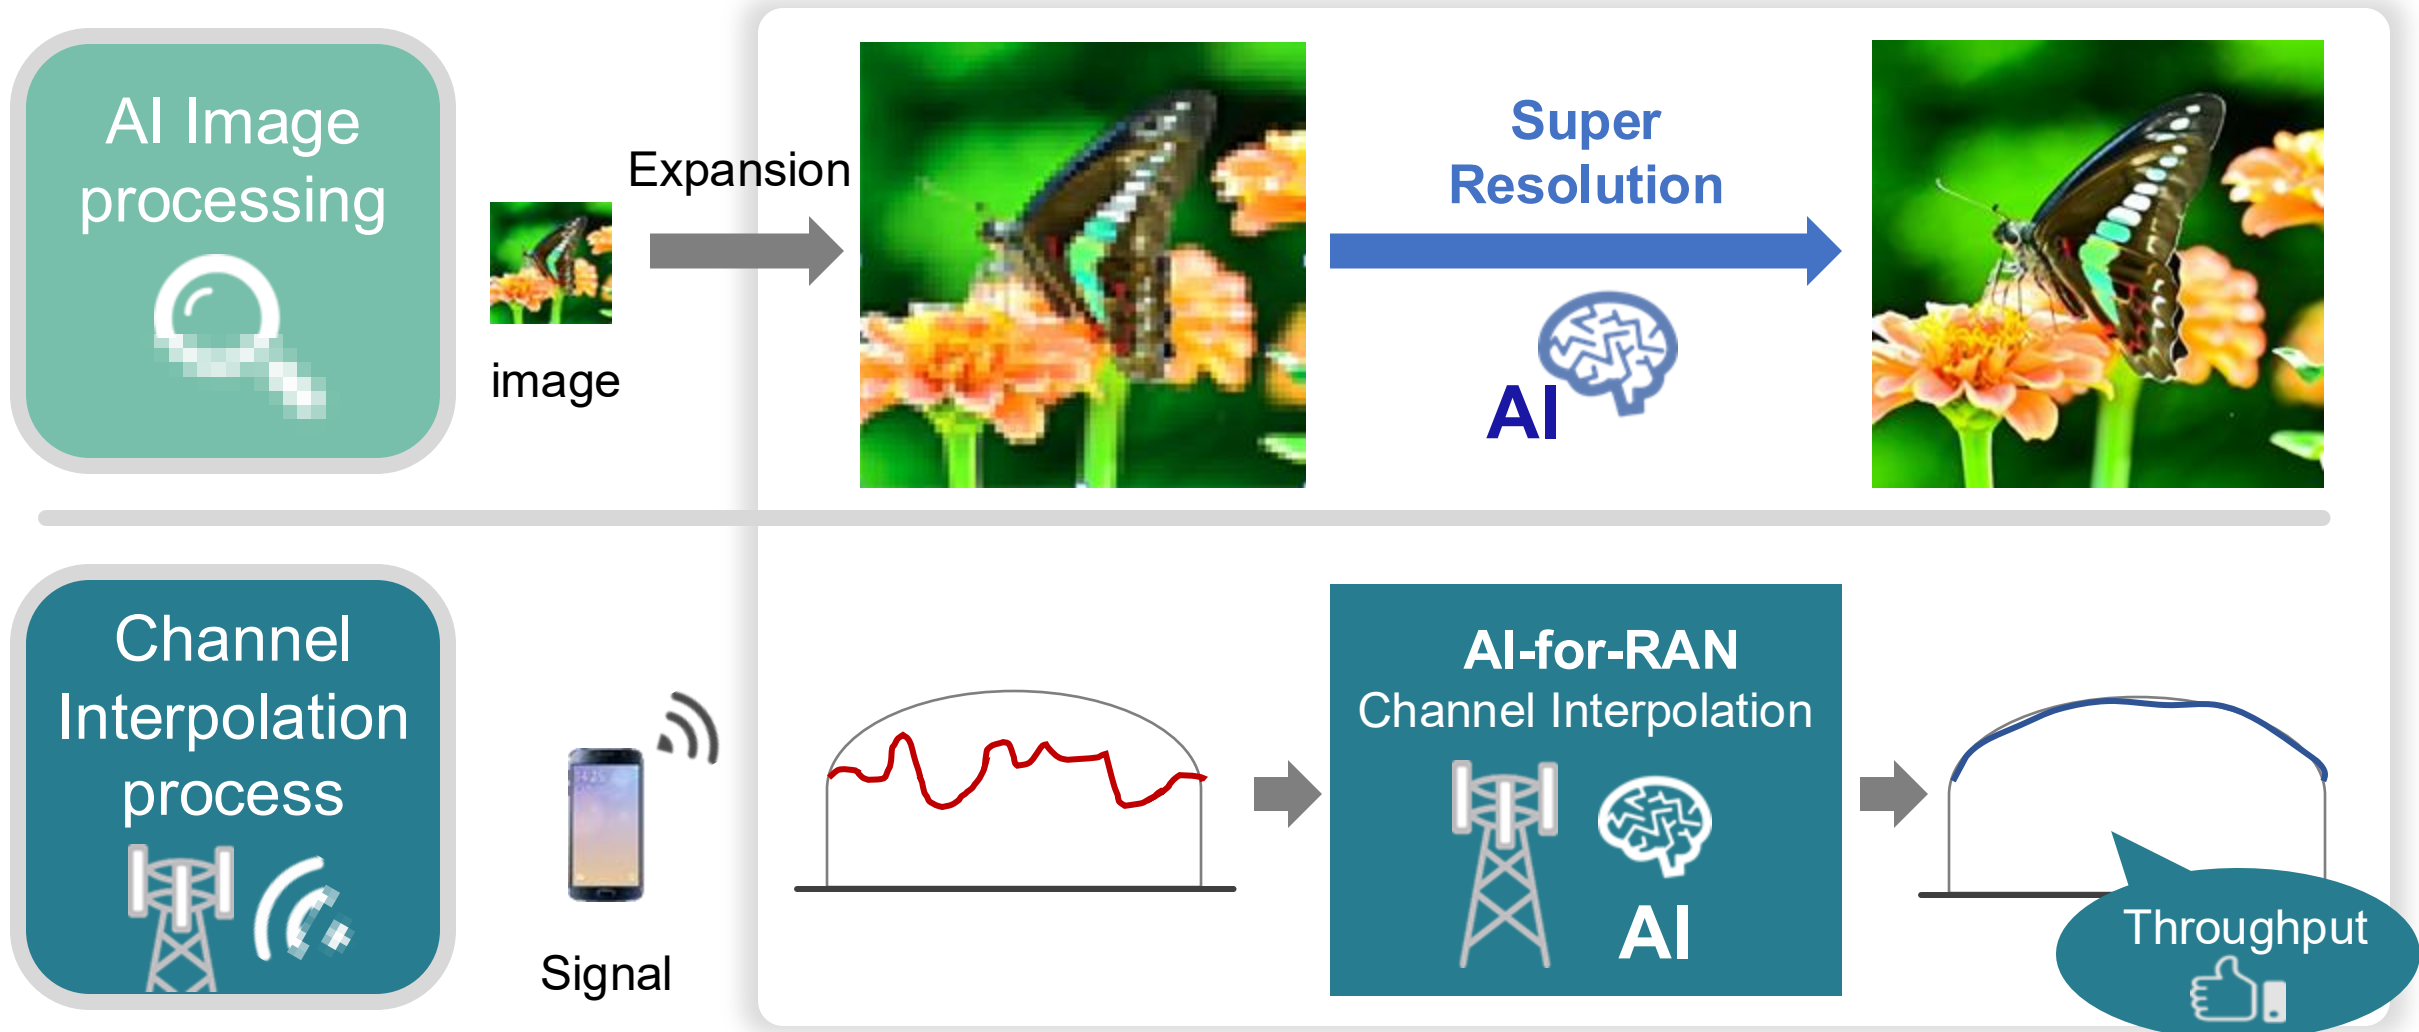 AI Image
processing
image
Expansion
Super
Resolution
AI
Channel
Interpolation
process
Signal
AI-for-RAN
Channel Interpolation
AI
Throughput